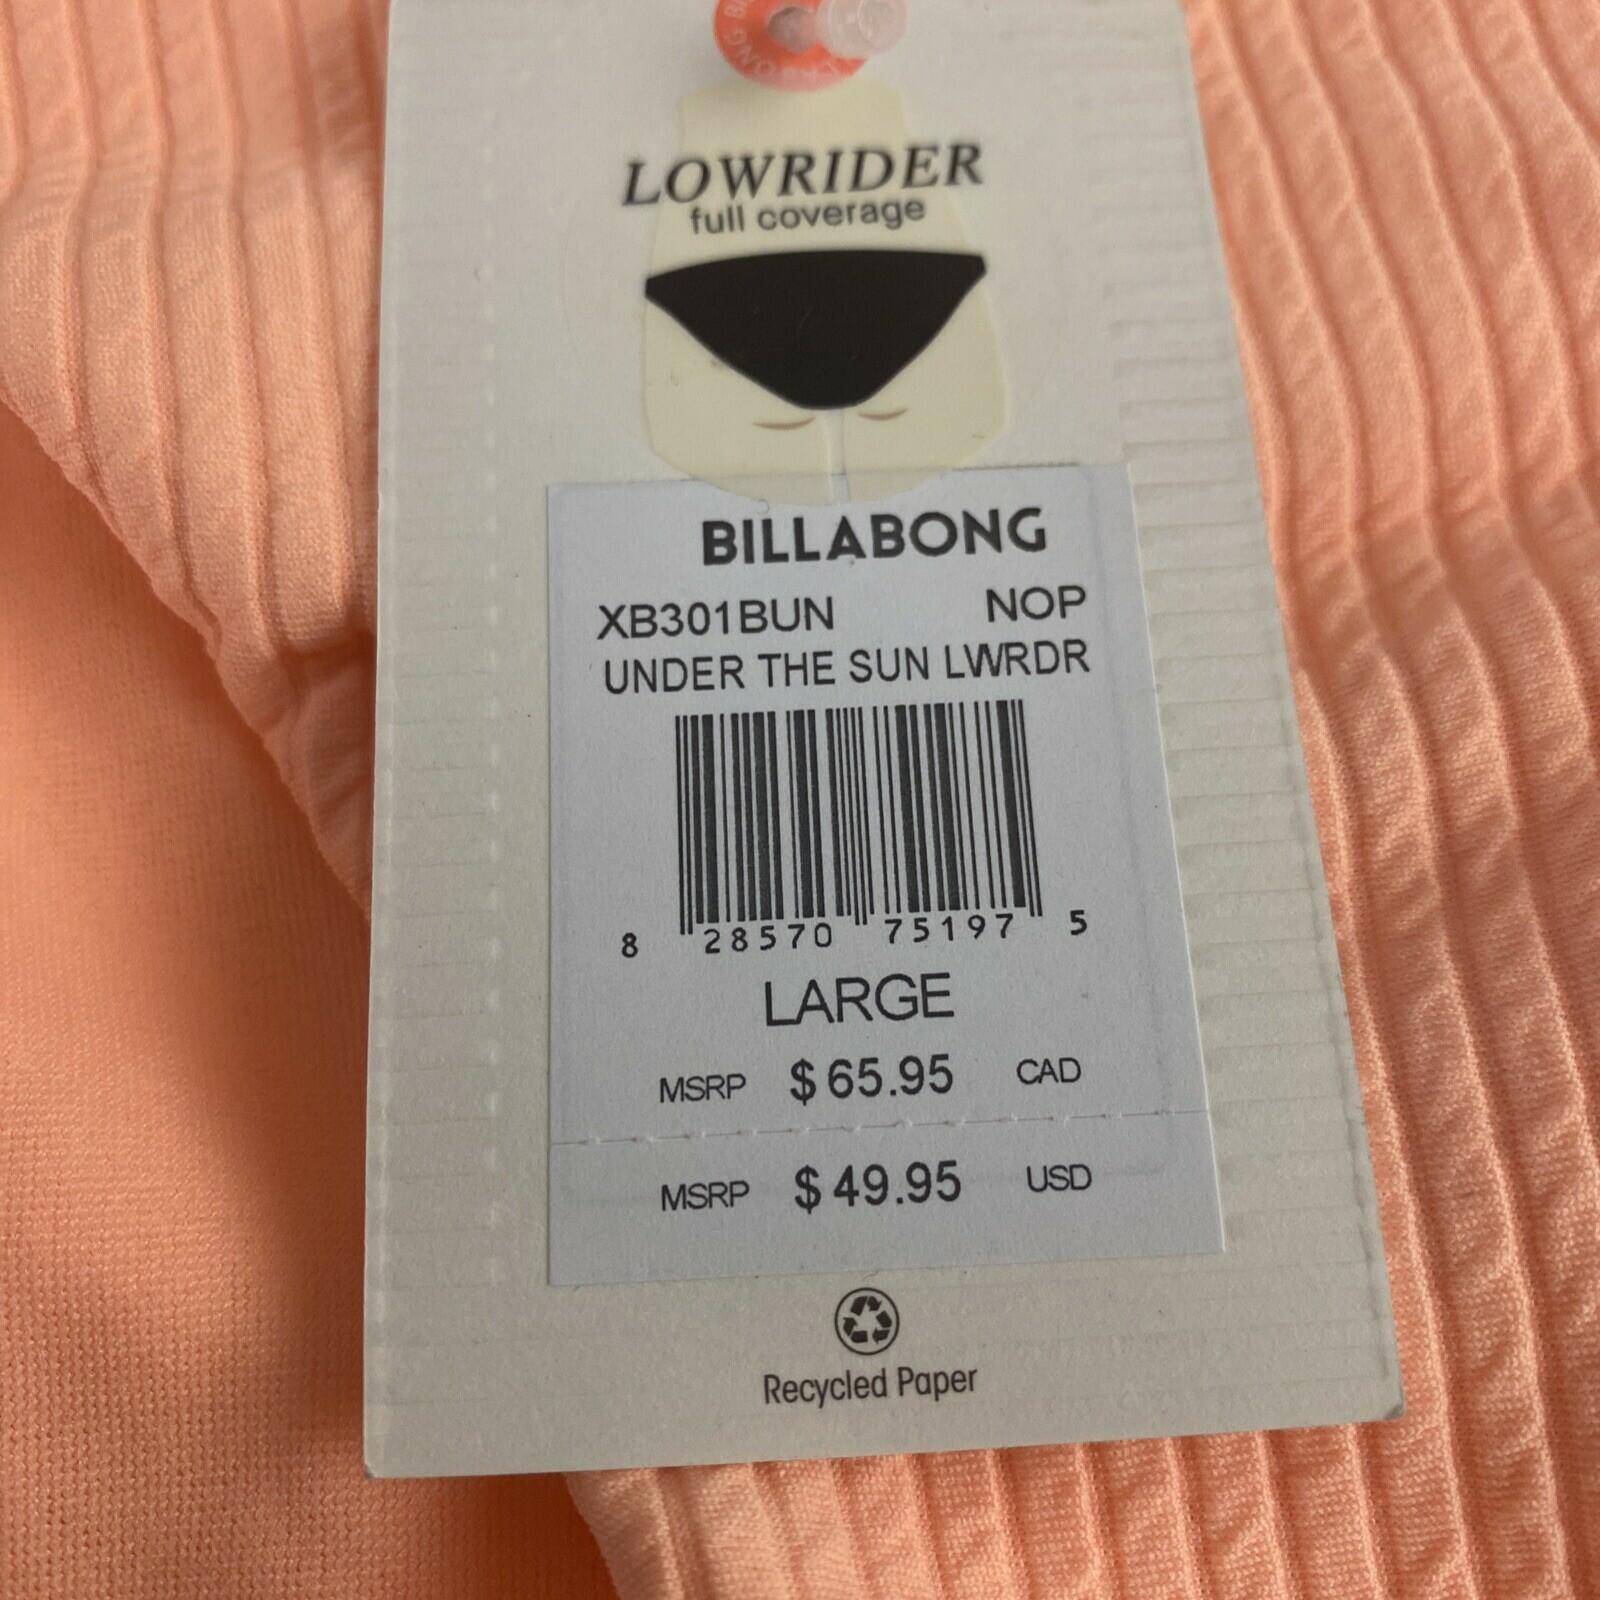 LOWRIDER
full coverage
BILLABONG
XB301BUN NOP
UNDER THE SUN LWRDR
8 28570 75197 5
LARGE
MSRP $65.95 CAD
MSRP $49.95 USD
Recycled Paper